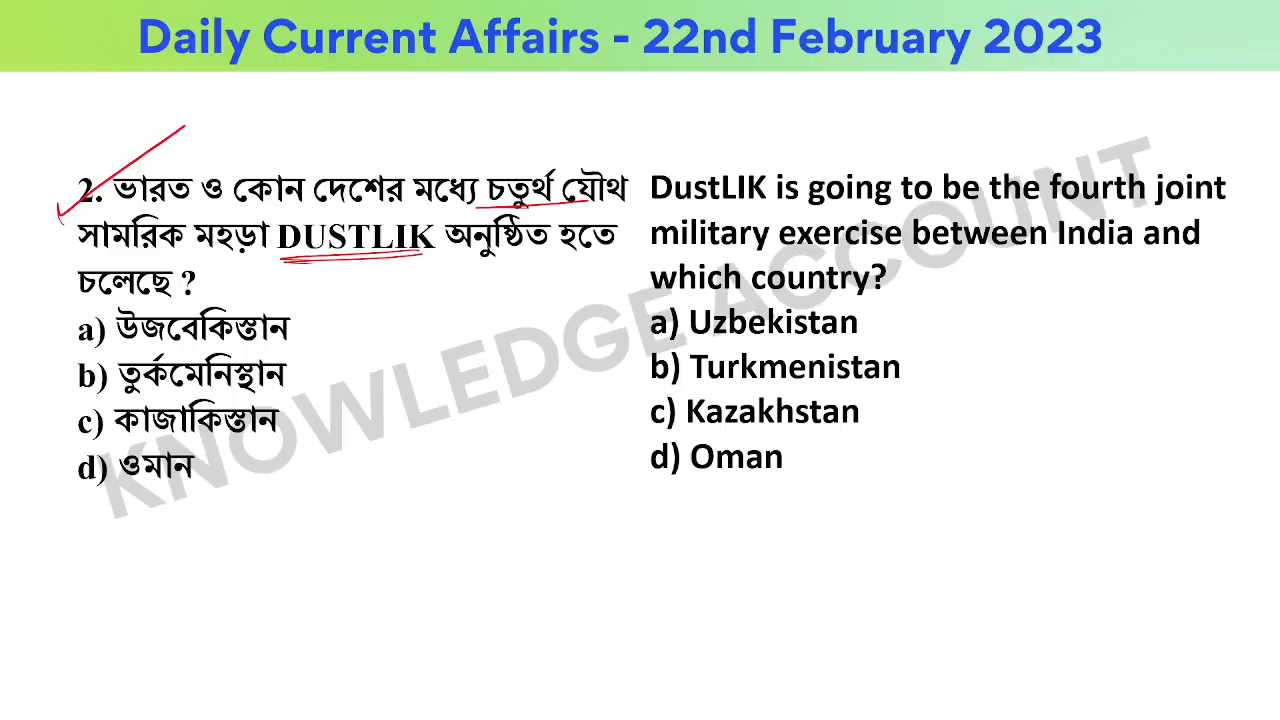 Daily Current Affairs - 22nd February 2023
2. ভারত ও কোন দেশের মধ্যে চতুর্থ যৌথ
সামরিক মহড়া DUSTLIK অনুষ্ঠিত হতে
চলেছে ?
a) উজবেকিস্তান
b) তুর্কমেনিস্থান
c) কাজাকিস্তান
d) ওমান
DustLIK is going to be the fourth joint
military exercise between India and
which country?
a) Uzbekistan
b) Turkmenistan
c) Kazakhstan
d) Oman
KNOWLEDGE ACCOUNT